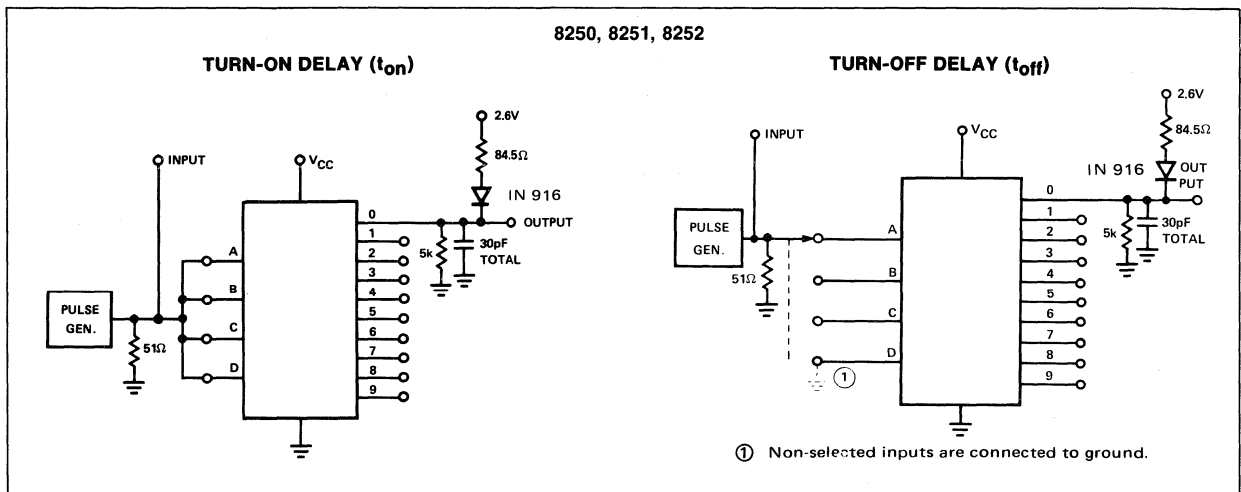 8250, 8251, 8252
TURN-ON DELAY (ton)
INPUT
VCC
2.6V
84.5Ω
IN 916
OUTPUT
0
1
2
3
4
5
6
7
8
9
5k
30pF
TOTAL
A
B
C
D
PULSE
GEN.
51Ω
TURN-OFF DELAY (toff)
INPUT
VCC
2.6V
84.5Ω
IN 916
OUT
PUT
0
1
2
3
4
5
6
7
8
9
5k
30pF
TOTAL
A
B
C
D
PULSE
GEN.
51Ω
1
① Non-selected inputs are connected to ground.